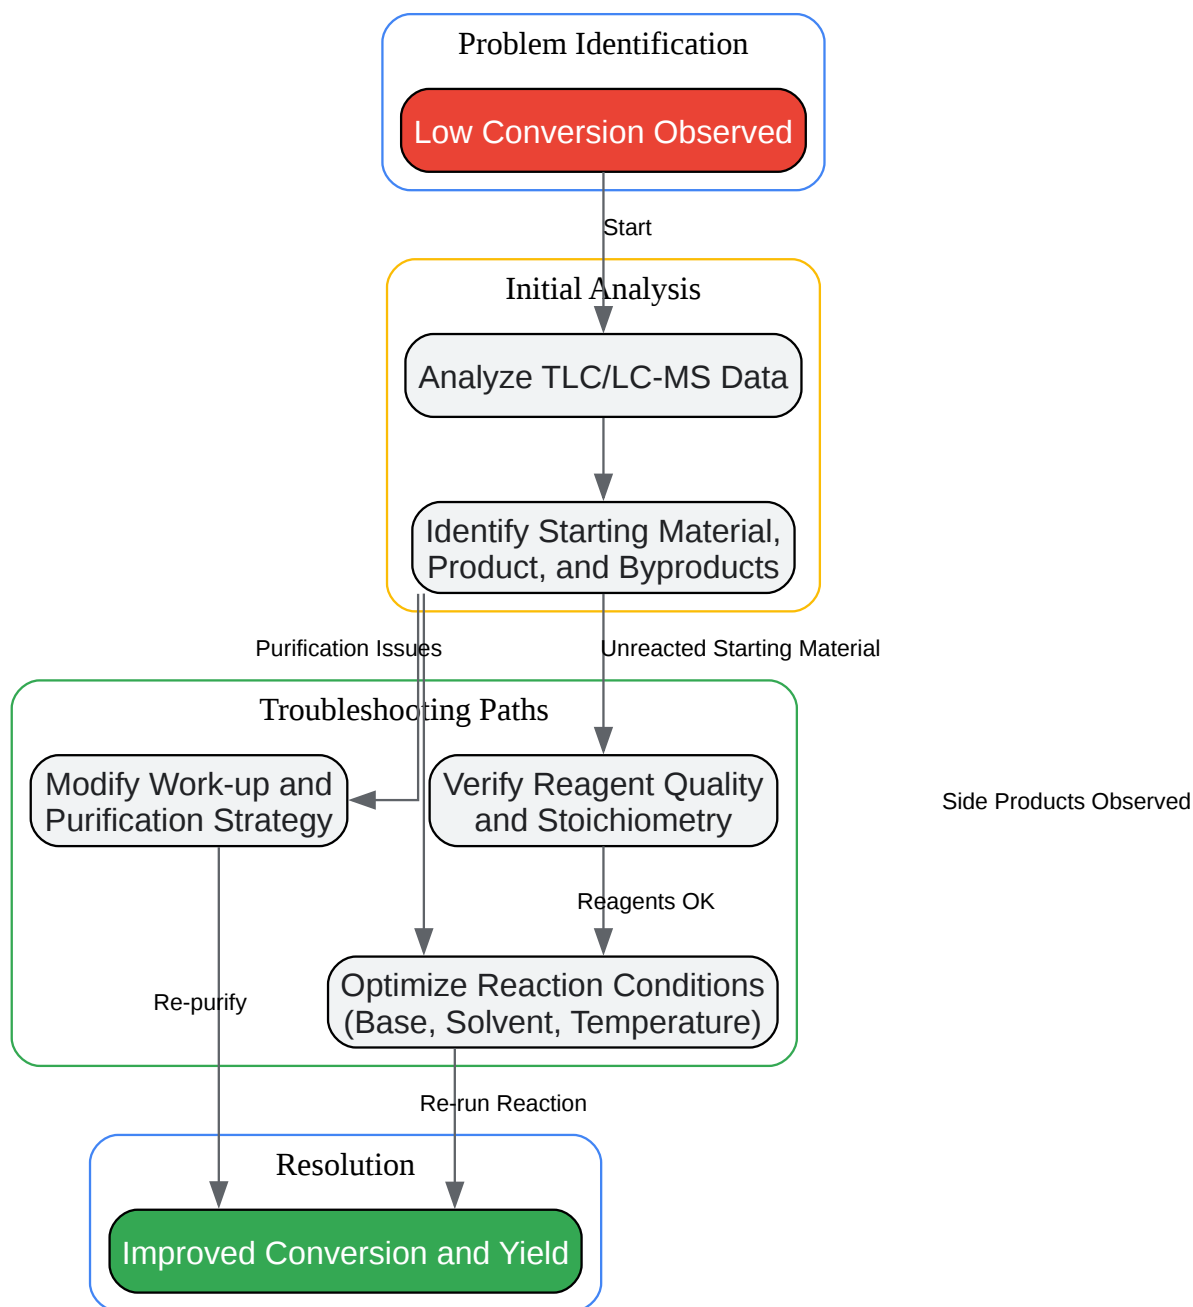 Problem Identification
Low Conversion Observed
Start
Initial Analysis
Analyze TLC/LC-MS Data
Identify Starting Material,
Product, and Byproducts
Purification Issues
Unreacted Starting Material
Troubleshooting Paths
Modify Work-up and
Purification Strategy
Verify Reagent Quality
and Stoichiometry
Side Products Observed
Reagents OK
Optimize Reaction Conditions
(Base, Solvent, Temperature)
Re-purify
Re-run Reaction
Resolution
Improved Conversion and Yield